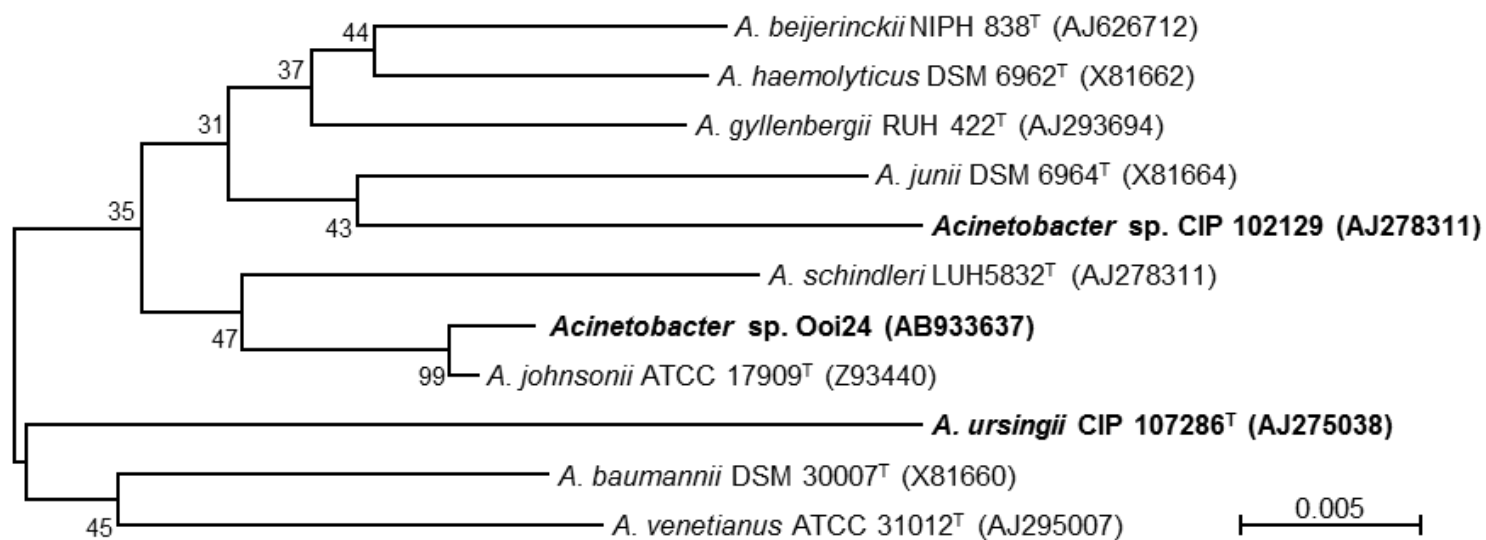 44
A. beijerinckii NIPH 838ᵀ (AJ626712)
37
A. haemolyticus DSM 6962ᵀ (X81662)
31
A. gyllenbergii RUH 422ᵀ (AJ293694)
A. junii DSM 6964ᵀ (X81664)
35
43
Acinetobacter sp. CIP 102129 (AJ278311)
A. schindleri LUH5832ᵀ (AJ278311)
47
Acinetobacter sp. Ooi24 (AB933637)
99
A. johnsonii ATCC 17909ᵀ (Z93440)
A. ursingii CIP 107286ᵀ (AJ275038)
A. baumannii DSM 30007ᵀ (X81660)
45
A. venetianus ATCC 31012ᵀ (AJ295007)
0.005